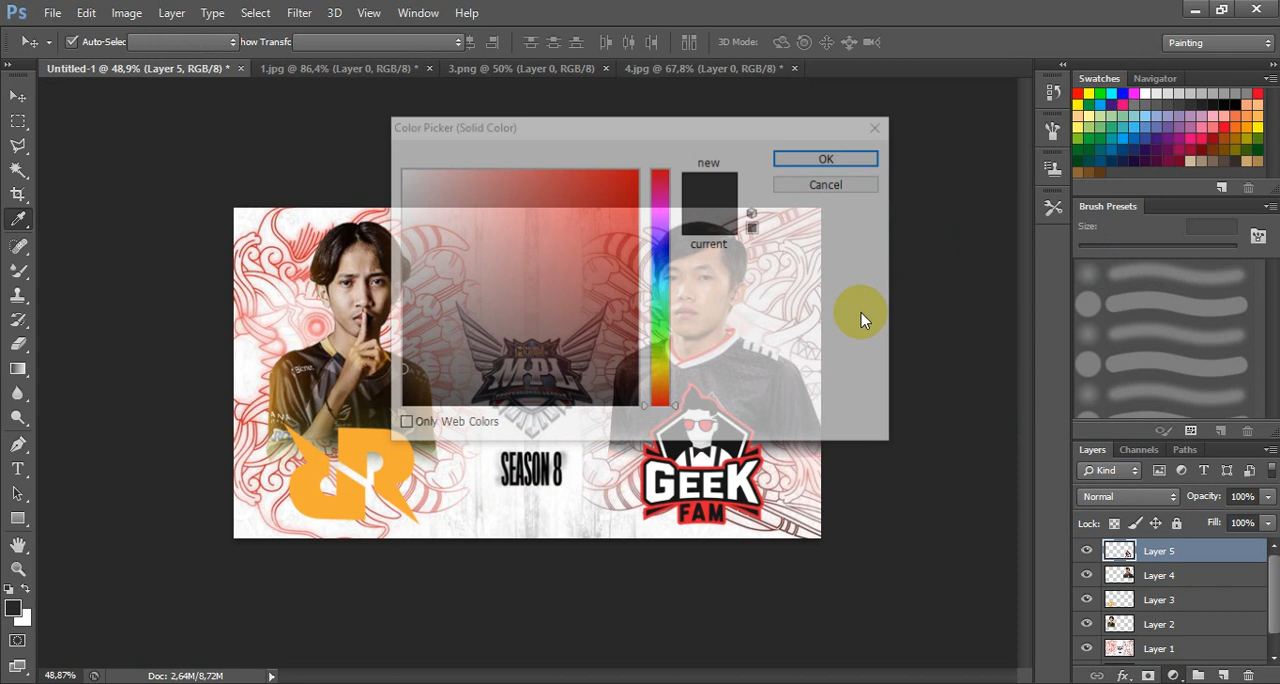 Ps File Edit Image Layer Type Select Filter 3D View Window Help
Auto-Selec how Transfo 3D Mode: Painting
Untitled-1 @ 48,9% (Layer 5, RGB/8) * × 1.jpg @ 86,4% (Layer 0, RGB/8) * × 3.png @ 50% (Layer 0, RGB/8) × 4.jpg @ 67,8% (Layer 0, RGB/8) * ×
Swatches Navigator
Color Picker (Solid Color)
new
OK
Cancel
current
Only Web Colors
Brush Presets
Size:
MPL
SEASON 8
GEEK
FAM
Layers Channels Paths
Kind
Normal Opacity: 100%
Lock: Fill: 100%
Layer 5
Layer 4
Layer 3
Layer 2
Layer 1
48,87% Doc: 2,64M/8,72M